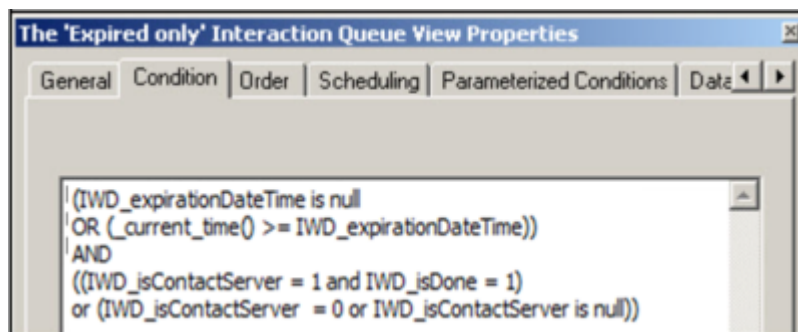 The 'Expired only' Interaction Queue View Properties
General Condition Order Scheduling Parameterized Conditions Data
(IWD_expirationDateTime is null
OR (_current_time() >= IWD_expirationDateTime))
AND
((IWD_isContactServer = 1 and IWD_isDone = 1)
or (IWD_isContactServer = 0 or IWD_isContactServer is null))